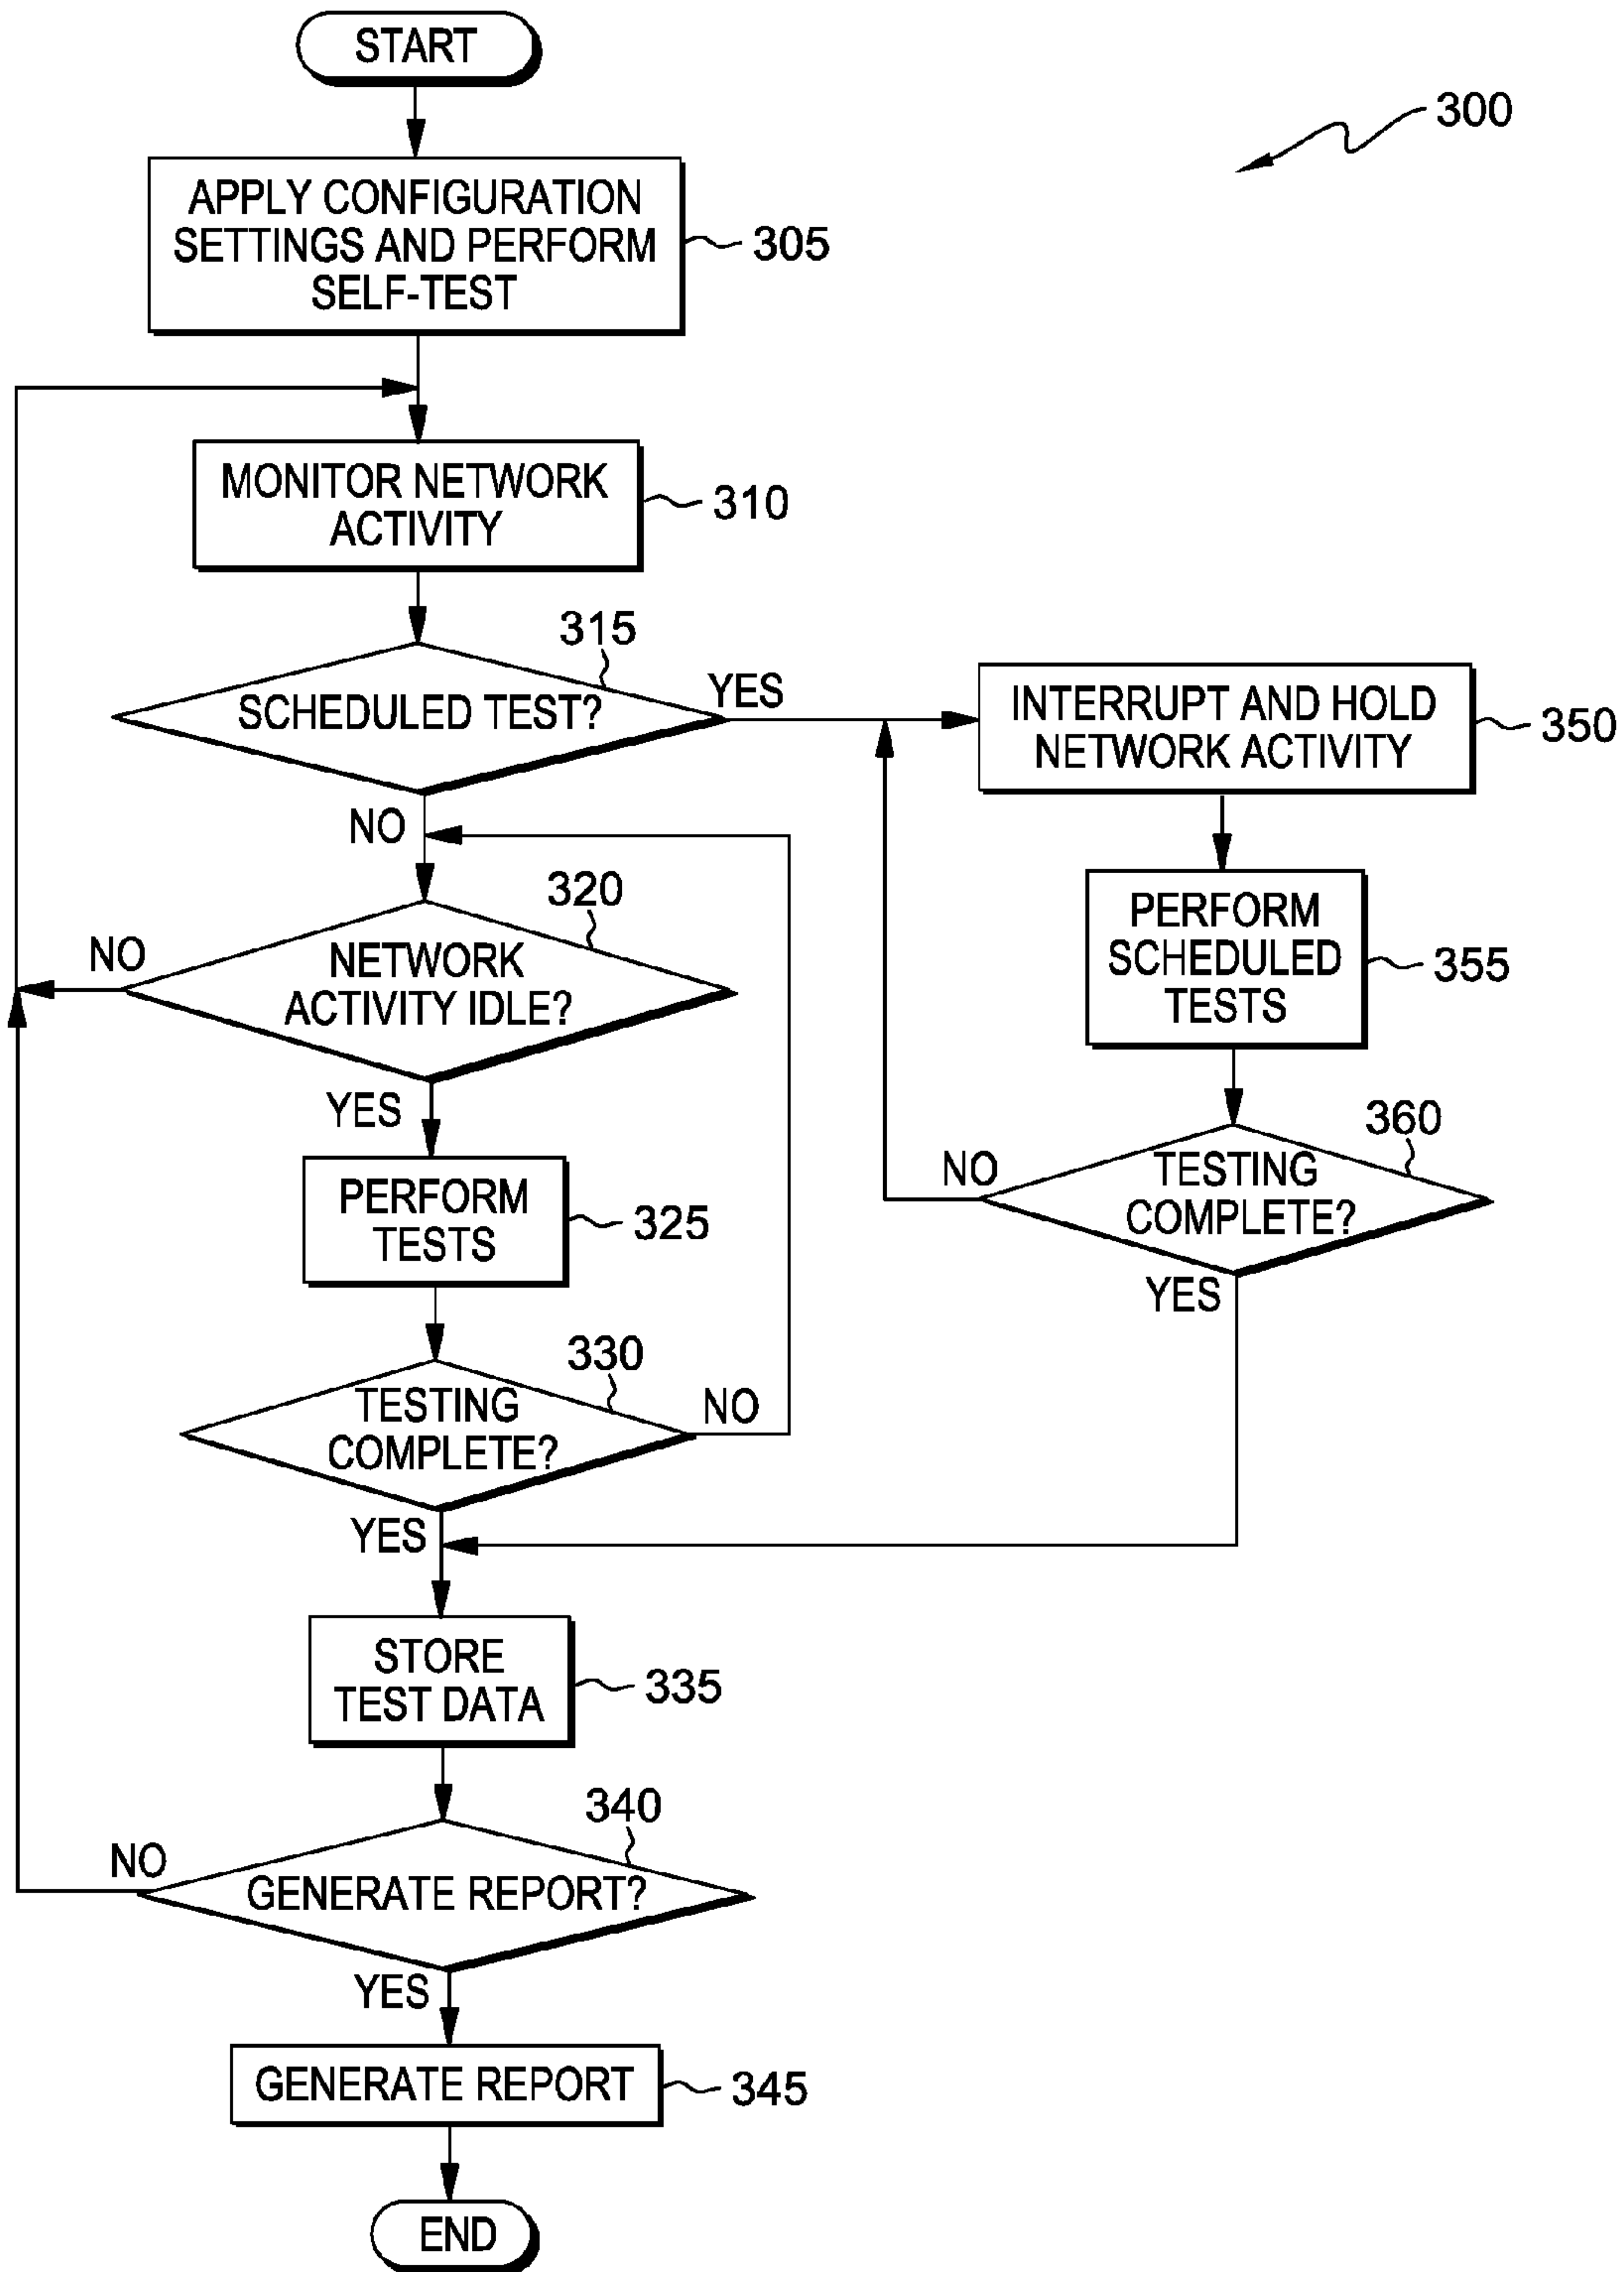 START
300
APPLY CONFIGURATION
SETTINGS AND PERFORM
SELF-TEST
305
MONITOR NETWORK
ACTIVITY
310
315
SCHEDULED TEST?
YES
NO
INTERRUPT AND HOLD
NETWORK ACTIVITY
350
320
NETWORK
ACTIVITY IDLE?
NO
YES
PERFORM
SCHEDULED
TESTS
355
PERFORM
TESTS
325
360
TESTING
COMPLETE?
NO
YES
330
TESTING
COMPLETE?
NO
YES
STORE
TEST DATA
335
340
GENERATE REPORT?
NO
YES
GENERATE REPORT
345
END